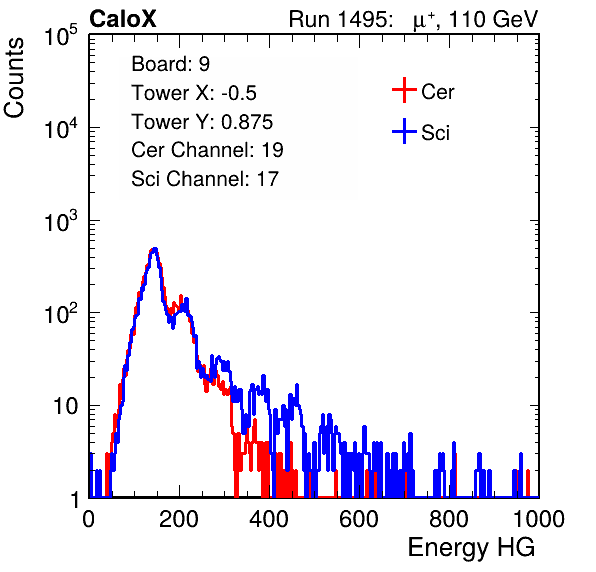 CaloX Run 1495: μ⁺, 110 GeV
Counts
Board: 9
Tower X: -0.5
Tower Y: 0.875
Cer Channel: 19
Sci Channel: 17
Cer
Sci
10⁵
10⁴
10³
10²
10
1
0 200 400 600 800 1000
Energy HG